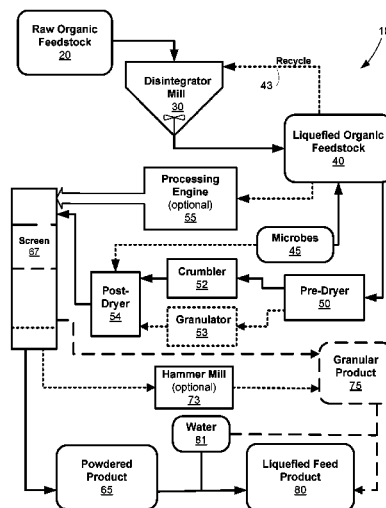 Raw Organic
Feedstock
20
Disintegrator
Mill
30
Recycle
43
Liquefied Organic
Feedstock
40
Processing
Engine
(optional)
55
Screen
67
Microbes
45
Crumbler
52
Post-
Dryer
54
Pre-Dryer
50
Granulator
53
Hammer Mill
(optional)
73
Granular
Product
75
Water
81
Powdered
Product
65
Liquefied Feed
Product
80